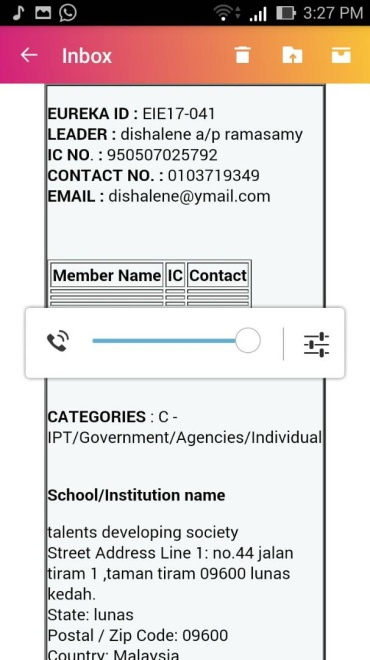 3:27 PM
Inbox
EUREKA ID : EIE17-041
LEADER : dishalene a/p ramasamy
IC NO. : 950507025792
CONTACT NO. : 0103719349
EMAIL : dishalene@ymail.com
Member Name IC Contact
CATEGORIES : C -
IPT/Government/Agencies/Individual
School/Institution name
talents developing society
Street Address Line 1: no.44 jalan
tiram 1 ,taman tiram 09600 lunas
kedah.
State: lunas
Postal / Zip Code: 09600
Country: Malaysia